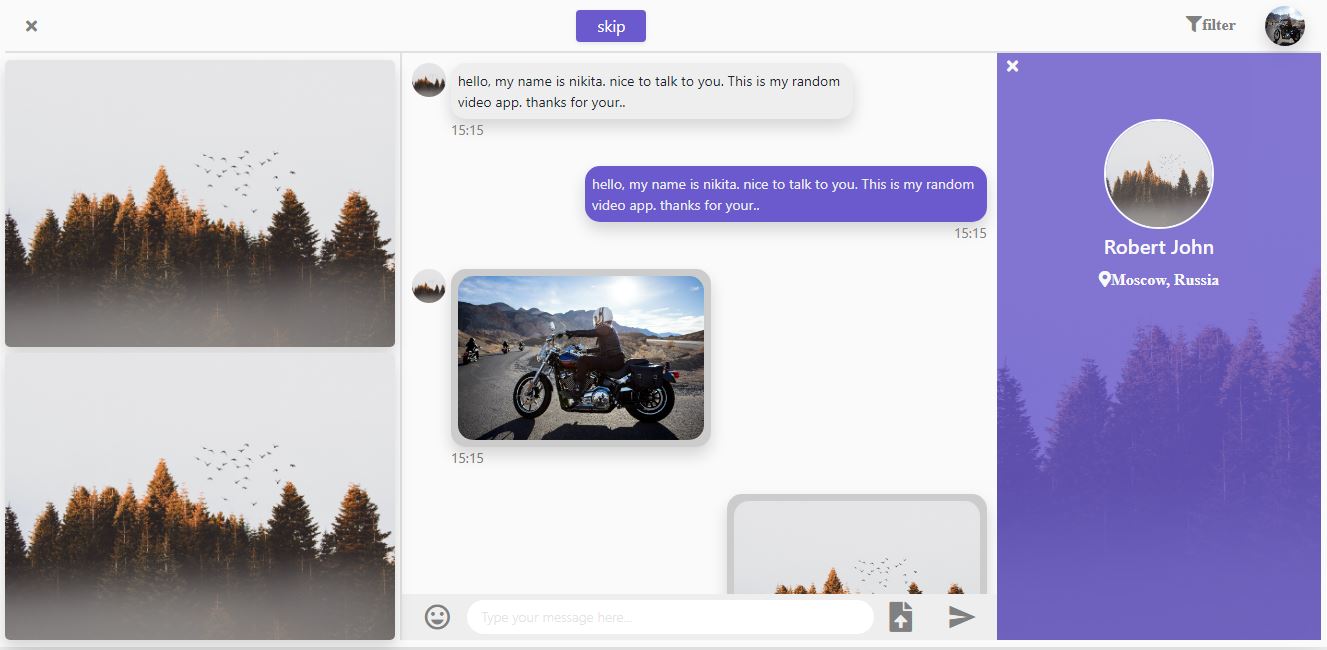 skip
filter
hello, my name is nikita. nice to talk to you. This is my random
video app. thanks for your..
15:15
hello, my name is nikita. nice to talk to you. This is my random
video app. thanks for your..
15:15
15:15
Type your message here...
Robert John
Moscow, Russia